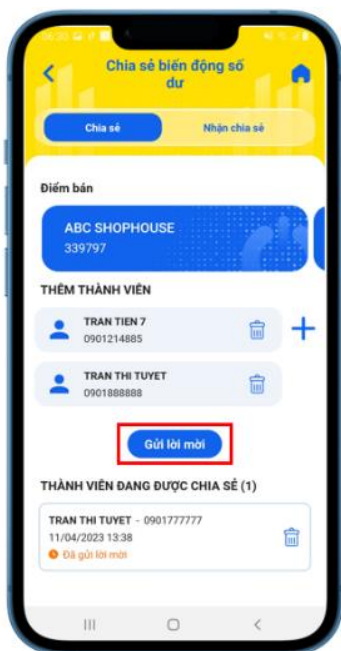 Chia sẻ biến động số
dư
Chia sẻ
Nhận chia sẻ
Điểm bán
ABC SHOPHOUSE
339797
THÊM THÀNH VIÊN
TRAN TIEN 7
0901214885
TRAN THI TUYET
0901888888
Gửi lời mời
THÀNH VIÊN ĐANG ĐƯỢC CHIA SẺ (1)
TRAN THI TUYET - 0901777777
11/04/2023 13:38
Đã gửi lời mời